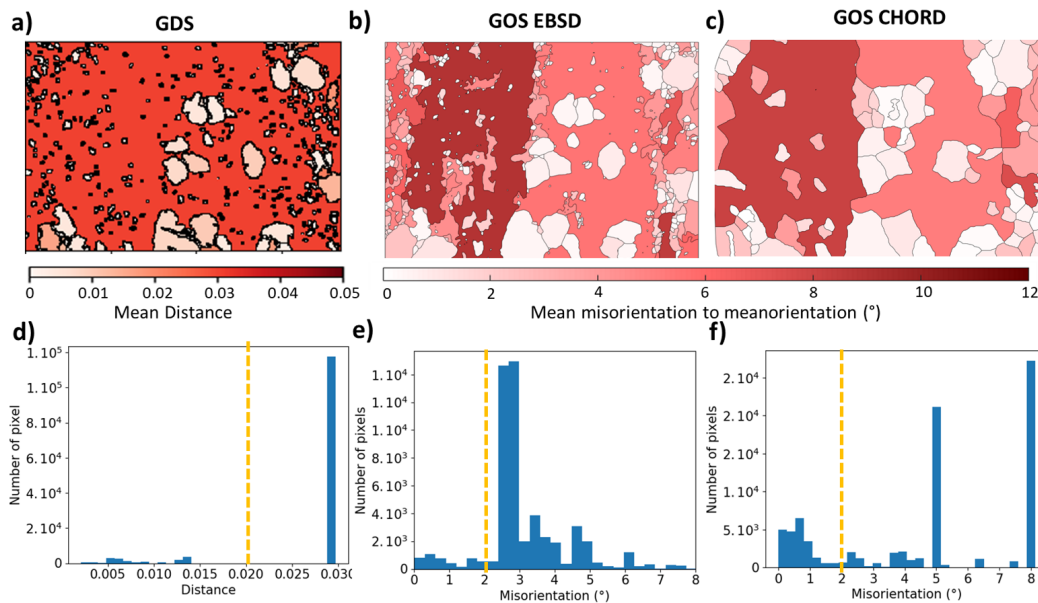 a) GDS
b) GOS EBSD
c) GOS CHORD
0 0.01 0.02 0.03 0.04 0.05
Mean Distance
0 2 4 6 8 10 12
Mean misorientation to meanorientation (°)
d)
1.10⁵
1.10⁵
8.10⁴
6.10⁴
4.10⁴
2.10⁴
0
Number of pixel
0.005 0.010 0.015 0.020 0.025 0.030
Distance
e)
1.10⁴
1.10⁴
8.10³
6.10³
4.10³
2.10³
0
Number of pixels
0 1 2 3 4 5 6 7 8
Misorientation (°)
f)
2.10⁴
2.10⁴
2.10⁴
1.10⁴
5.10³
0
Number of pixels
0 1 2 3 4 5 6 7 8
Misorientation (°)